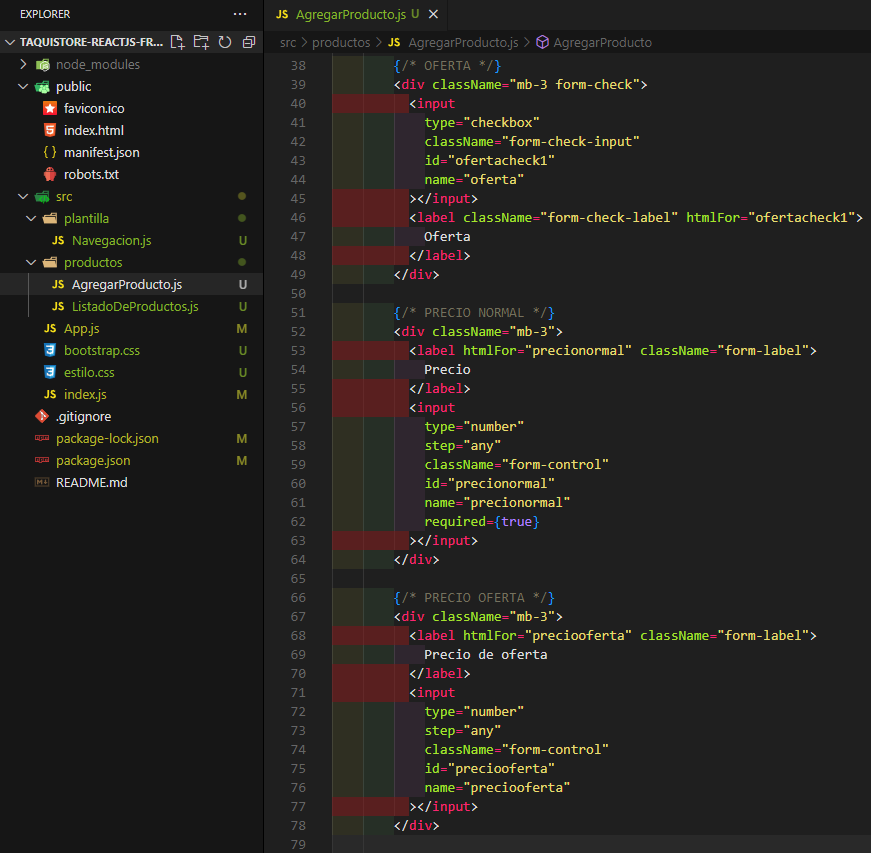 EXPLORER
TAQUISTORE-REACTJS-FR...
node_modules
public
favicon.ico
index.html
manifest.json
robots.txt
src
plantilla
JS Navegacion.js U
productos
JS AgregarProducto.js U
JS ListadoDeProductos.js U
JS App.js M
bootstrap.css U
estilo.css U
JS index.js M
.gitignore
package-lock.json M
package.json M
README.md
JS AgregarProducto.js U
src > productos > JS AgregarProducto.js > AgregarProducto
38 {/* OFERTA */}
39 <div className="mb-3 form-check">
40 <input
41 type="checkbox"
42 className="form-check-input"
43 id="ofertacheck1"
44 name="oferta"
45 ></input>
46 <label className="form-check-label" htmlFor="ofertacheck1">
47 Oferta
48 </label>
49 </div>
50
51 {/* PRECIO NORMAL */}
52 <div className="mb-3">
53 <label htmlFor="precionormal" className="form-label">
54 Precio
55 </label>
56 <input
57 type="number"
58 step="any"
59 className="form-control"
60 id="precionormal"
61 name="precionormal"
62 required={true}
63 ></input>
64 </div>
65
66 {/* PRECIO OFERTA */}
67 <div className="mb-3">
68 <label htmlFor="preciooferta" className="form-label">
69 Precio de oferta
70 </label>
71 <input
72 type="number"
73 step="any"
74 className="form-control"
75 id="preciooferta"
76 name="preciooferta"
77 ></input>
78 </div>
79